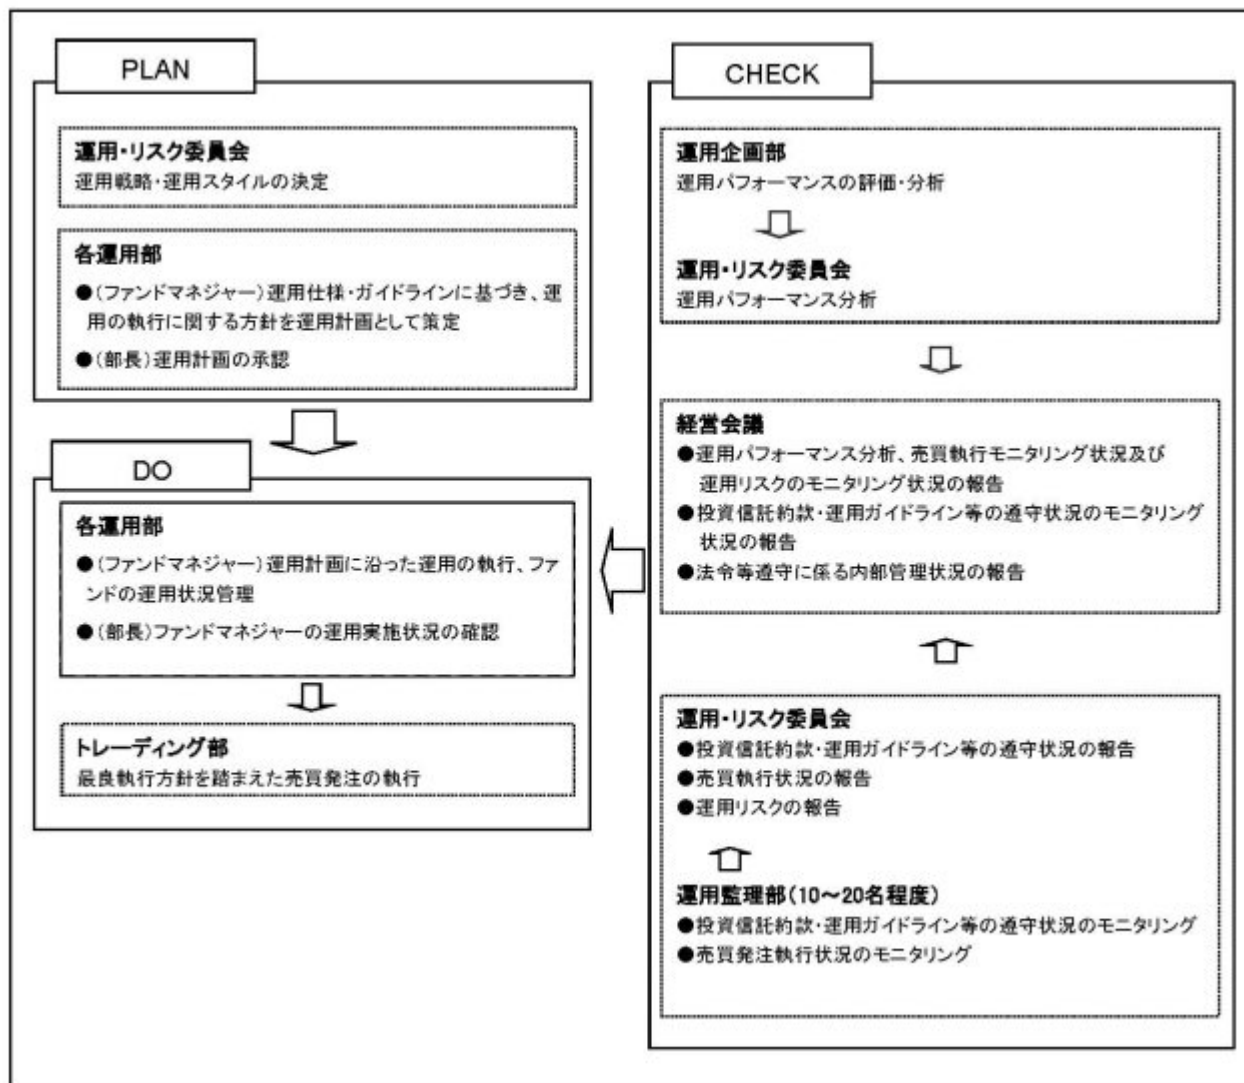 PLAN
運用・リスク委員会
運用戦略・運用スタイルの決定
各運用部
●(ファンドマネジャー)運用仕様・ガイドラインに基づき、運
用の執行に関する方針を運用計画として策定
●(部長)運用計画の承認
DO
各運用部
●(ファンドマネジャー)運用計画に沿った運用の執行、ファ
ンドの運用状況管理
●(部長)ファンドマネジャーの運用実施状況の確認
トレーディング部
最良執行方針を踏まえた売買発注の執行
CHECK
運用企画部
運用パフォーマンスの評価・分析
運用・リスク委員会
運用パフォーマンス分析
経営会議
●運用パフォーマンス分析、売買執行モニタリング状況及び
運用リスクのモニタリング状況の報告
●投資信託約款・運用ガイドライン等の遵守状況のモニタリング
状況の報告
●法令等遵守に係る内部管理状況の報告
運用・リスク委員会
●投資信託約款・運用ガイドライン等の遵守状況の報告
●売買執行状況の報告
●運用リスクの報告
運用監理部(10～20名程度)
●投資信託約款・運用ガイドライン等の遵守状況のモニタリング
●売買発注執行状況のモニタリング